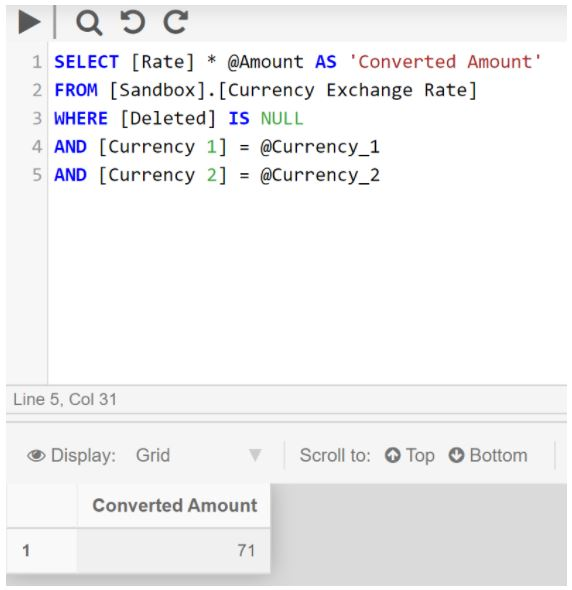 1 SELECT [Rate] * @Amount AS 'Converted Amount'
2 FROM [Sandbox].[Currency Exchange Rate]
3 WHERE [Deleted] IS NULL
4 AND [Currency 1] = @Currency_1
5 AND [Currency 2] = @Currency_2
Line 5, Col 31
Display: Grid Scroll to: Top Bottom
Converted Amount
1 71